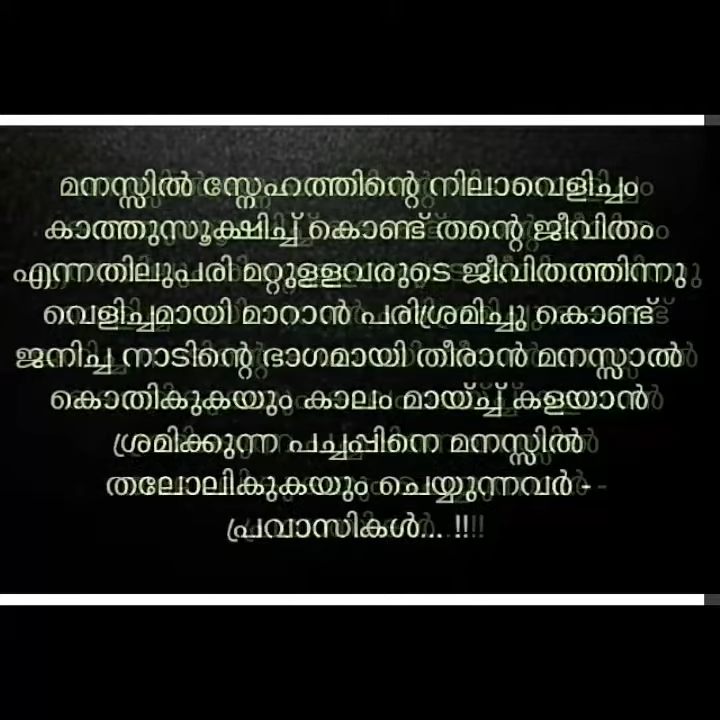 മനസ്സിൽ സ്നേഹത്തിന്റെ നിലാവെളിച്ചം
കാത്തുസൂക്ഷിച്ച് കൊണ്ട് തന്റെ ജീവിതം
എന്നതിലുപരി മറ്റുള്ളവരുടെ ജീവിതത്തിന്നു
വെളിച്ചമായി മാറാൻ പരിശ്രമിച്ചു കൊണ്ട്
ജനിച്ച നാടിന്റെ ഭാഗമായി തീരാൻ മനസ്സാൽ
കൊതികുകയും കാലം മായ്ച്ച് കളയാൻ
ശ്രമിക്കുന്ന പച്ചപ്പിനെ മനസ്സിൽ
തലോലികുകയും ചെയ്യുന്നവർ -
പ്രവാസികൾ... !!